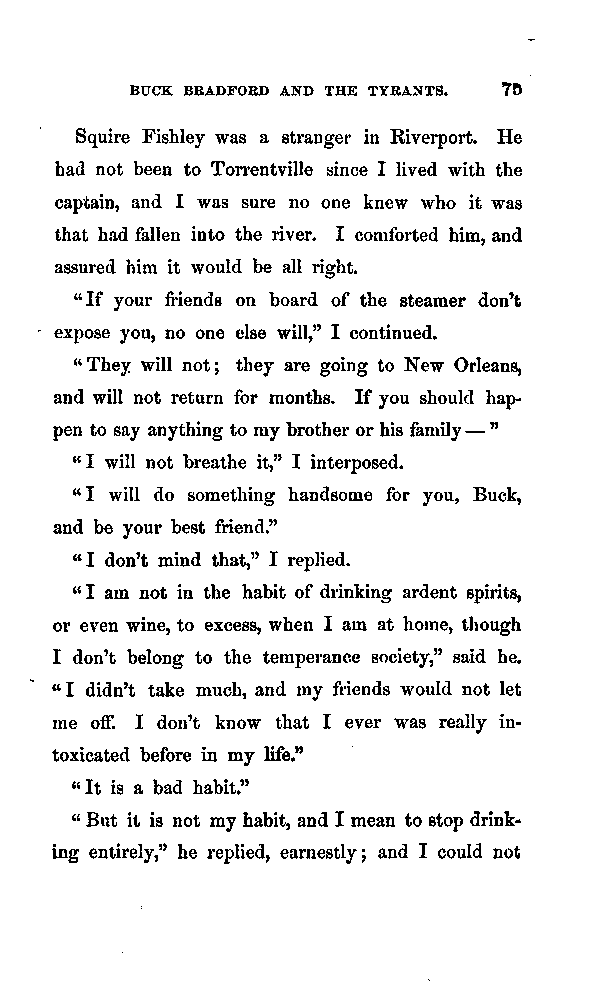 BUCK BRADFORD AND THE TYRANTS. 75
Squire Fishley was a stranger in Riverport. He
had not been to Torrentville since I lived with the
captain, and I was sure no one knew who it was
that had fallen into the river. I comforted him, and
assured him it would be all right.
"If your friends on board of the steamer don't
expose you, no one else will," I continued.
"They will not; they are going to New Orleans,
and will not return for months. If you should hap-
pen to say anything to my brother or his family—"
"I will not breathe it," I interposed.
"I will do something handsome for you, Buck,
and be your best friend."
"I don't mind that," I replied.
"I am not in the habit of drinking ardent spirits,
or even wine, to excess, when I am at home, though
I don't belong to the temperance society," said he.
"I didn't take much, and my friends would not let
me off. I don't know that I ever was really in-
toxicated before in my life."
"It is a bad habit."
"But it is not my habit, and I mean to stop drink-
ing entirely," he replied, earnestly; and I could not